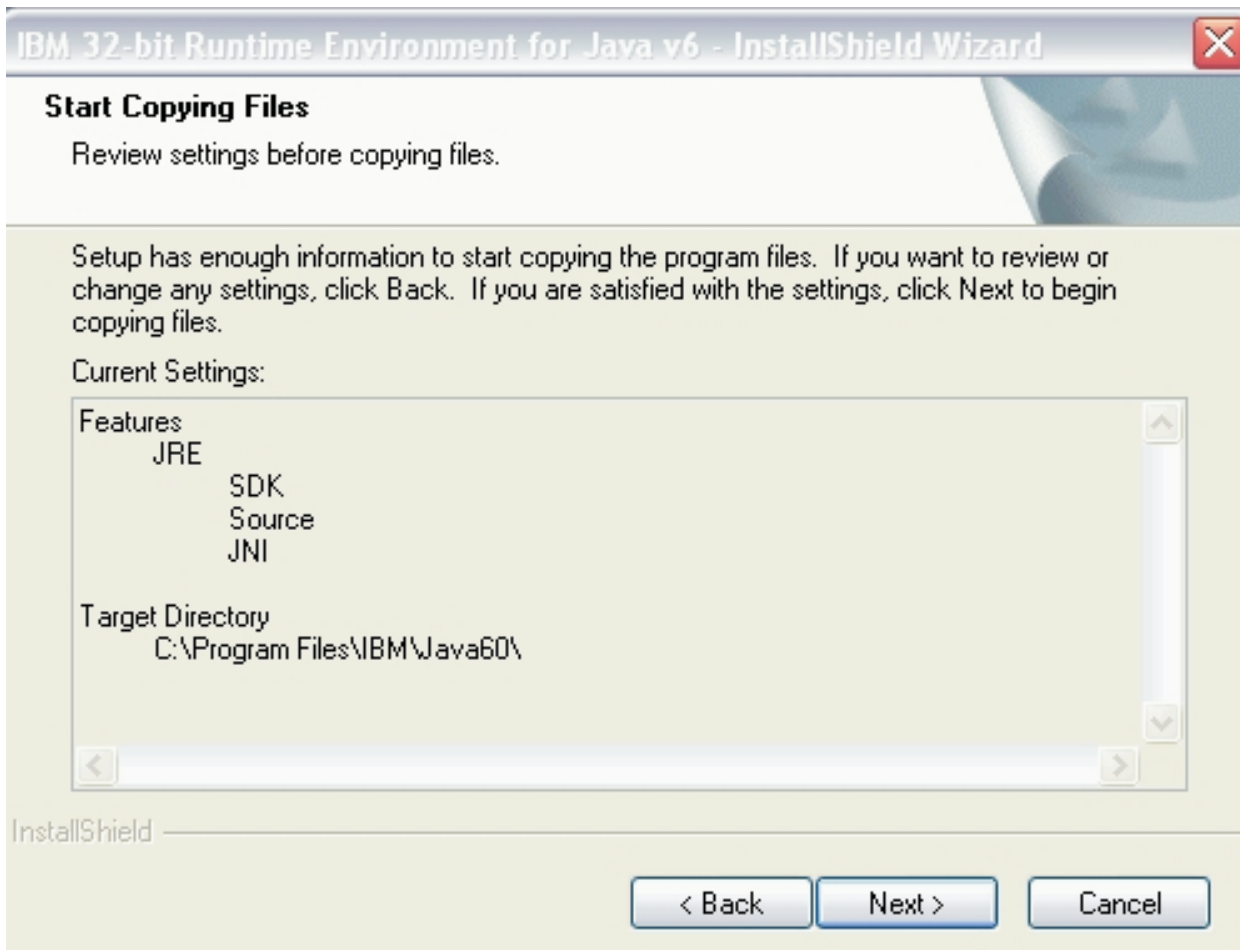 IBM 32-bit Runtime Environment for Java v6 - InstallShield Wizard
Start Copying Files
Review settings before copying files.
Setup has enough information to start copying the program files. If you want to review or
change any settings, click Back. If you are satisfied with the settings, click Next to begin
copying files.
Current Settings:
Features
JRE
SDK
Source
JNI
Target Directory
C:\Program Files\IBM\Java60\
InstallShield
< Back
Next >
Cancel